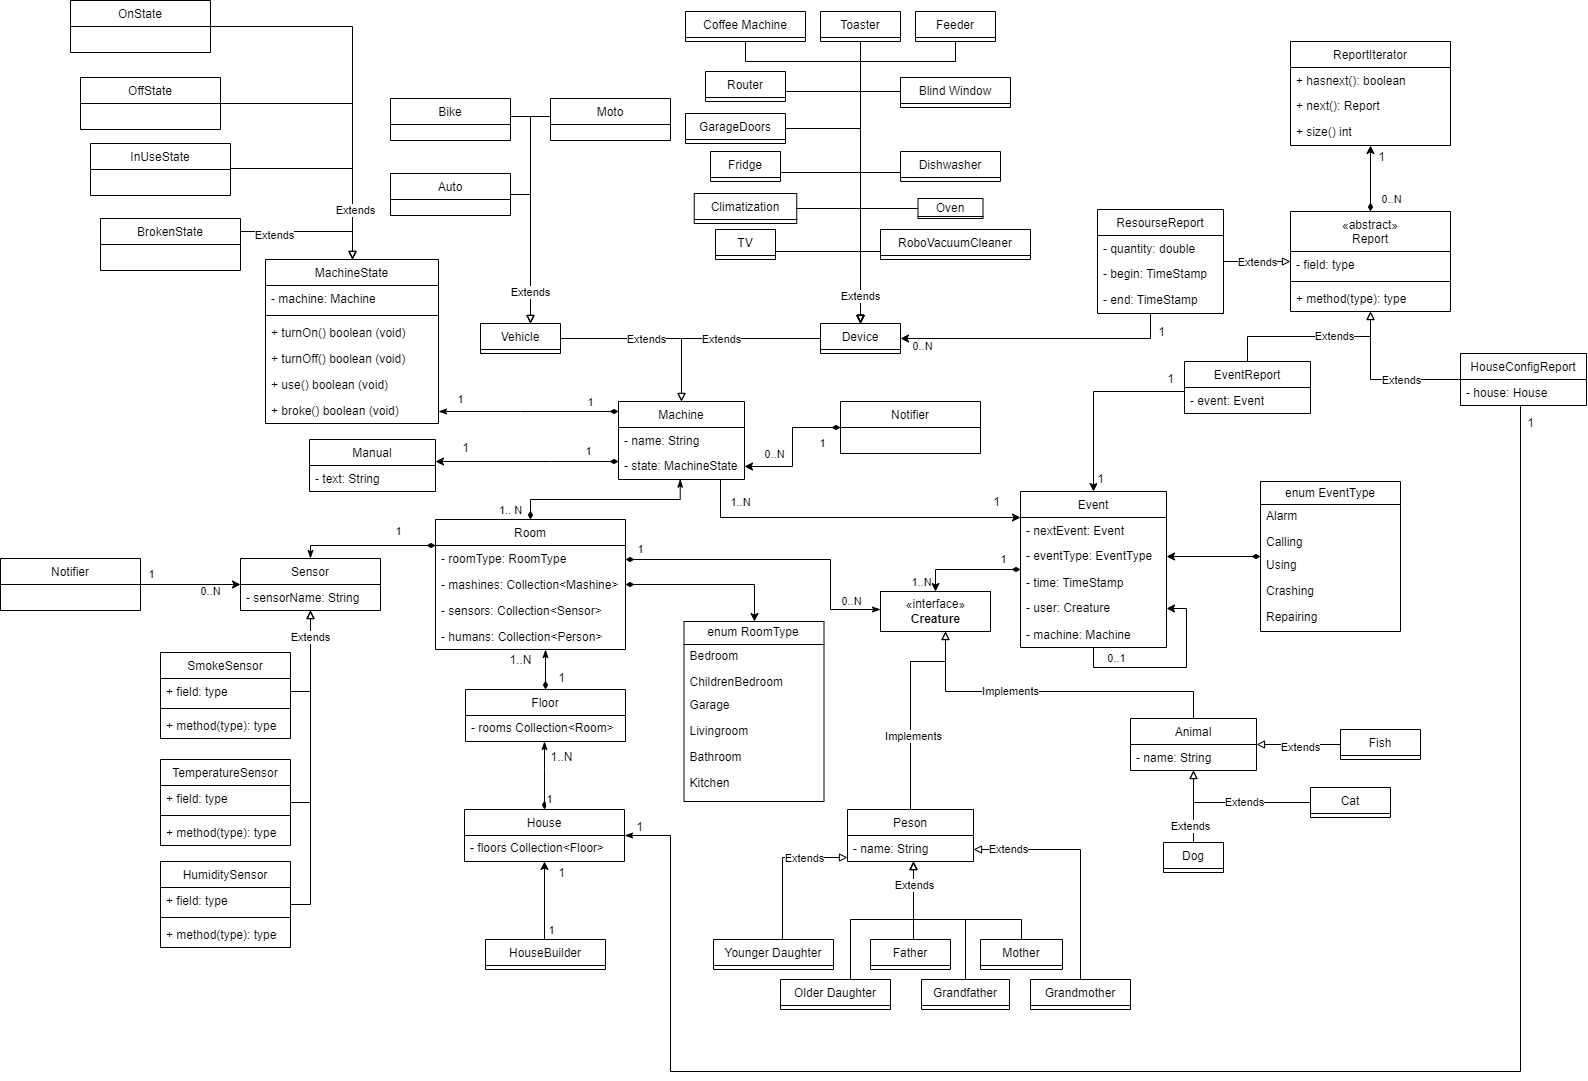 OnState
OffState
InUseState
BrokenState
Extends
Extends
MachineState
- machine: Machine
+ turnOn() boolean (void)
+ turnOff() boolean (void)
+ use() boolean (void)
+ broke() boolean (void)
Bike
Moto
Auto
Extends
Vehicle
Coffee Machine
Toaster
Feeder
Router
Blind Window
GarageDoors
Fridge
Dishwasher
Climatization
Oven
TV
RoboVacuumCleaner
Extends
Device
Extends
Extends
0..N
1
ReportIterator
+ hasnext(): boolean
+ next(): Report
+ size() int
1
0..N
«abstract»
Report
- field: type
+ method(type): type
ResourseReport
- quantity: double
- begin: TimeStamp
- end: TimeStamp
Extends
Extends
Extends
EventReport
- event: Event
1
HouseConfigReport
- house: House
1
Machine
- name: String
- state: MachineState
1
1
1
1
Manual
- text: String
Notifier
1
0..N
1..N
1
1
Event
- nextEvent: Event
- eventType: EventType
- time: TimeStamp
- user: Creature
- machine: Machine
0..1
enum EventType
Alarm
Calling
Using
Crashing
Repairing
1
1..N
«interface»
Creature
1.. N
Room
- roomType: RoomType
- mashines: Collection<Mashine>
- sensors: Collection<Sensor>
- humans: Collection<Person>
1
1
0..N
Notifier
1
0..N
Sensor
- sensorName: String
Extends
SmokeSensor
+ field: type
+ method(type): type
TemperatureSensor
+ field: type
+ method(type): type
HumiditySensor
+ field: type
+ method(type): type
1..N
1
Floor
- rooms Collection<Room>
1..N
1
House
- floors Collection<Floor>
1
1
1
HouseBuilder
enum RoomType
Bedroom
ChildrenBedroom
Garage
Livingroom
Bathroom
Kitchen
Implements
Implements
Animal
- name: String
Extends
Fish
Extends
Cat
Extends
Dog
Peson
- name: String
Extends
Extends
Extends
Younger Daughter
Father
Mother
Older Daughter
Grandfather
Grandmother